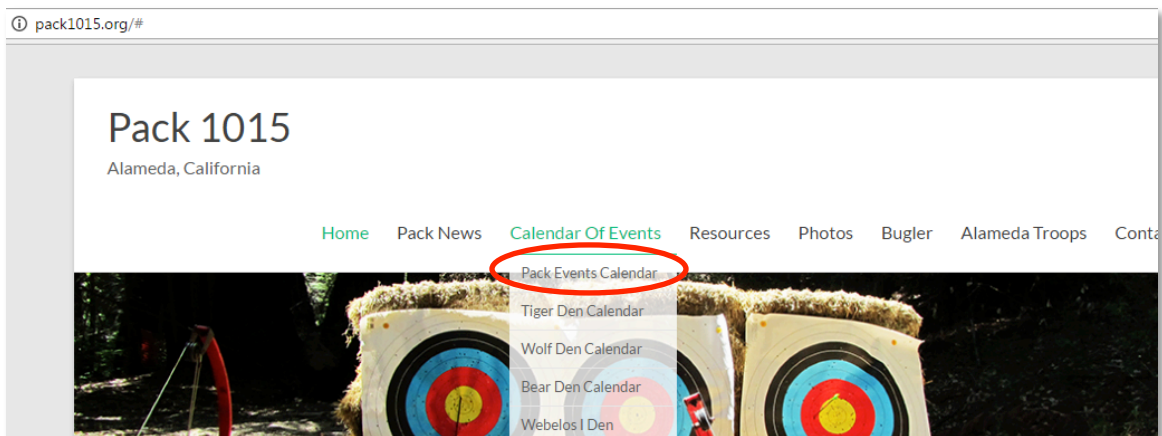 pack1015.org/#
Pack 1015
Alameda, California
Home Pack News Calendar Of Events Resources Photos Bugler Alameda Troops
Pack Events Calendar
Tiger Den Calendar
Wolf Den Calendar
Bear Den Calendar
Webelos I Den